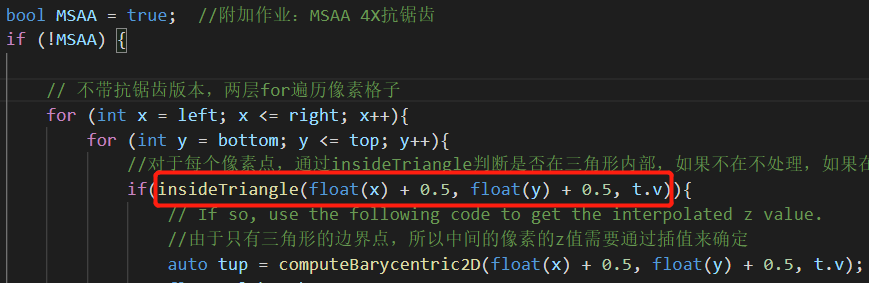 bool MSAA = true;  //附加作业：MSAA 4X抗锯齿
if (!MSAA) {
// 不带抗锯齿版本，两层for遍历像素格子
for (int x = left; x <= right; x++){
for (int y = bottom; y <= top; y++){
//对于每个像素点，通过insideTriangle判断是否在三角形内部，如果不在不处理，如果在
if(insideTriangle(float(x) + 0.5, float(y) + 0.5, t.v)){
// If so, use the following code to get the interpolated z value.
//由于只有三角形的边界点，所以中间的像素的z值需要通过插值来确定
auto tup = computeBarycentric2D(float(x) + 0.5, float(y) + 0.5, t.v);